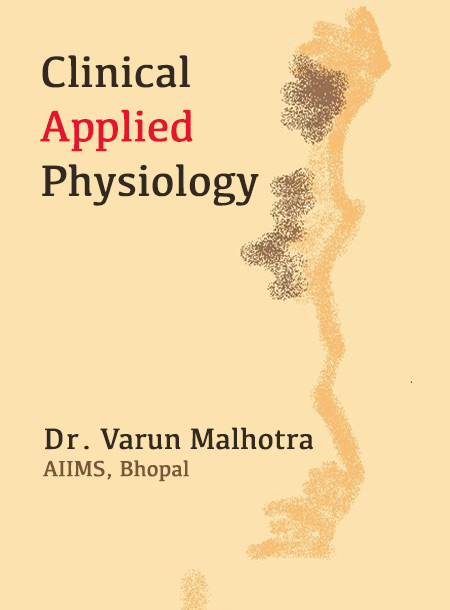 Clinical
Applied
Physiology
Dr. Varun Malhotra
AIIMS, Bhopal